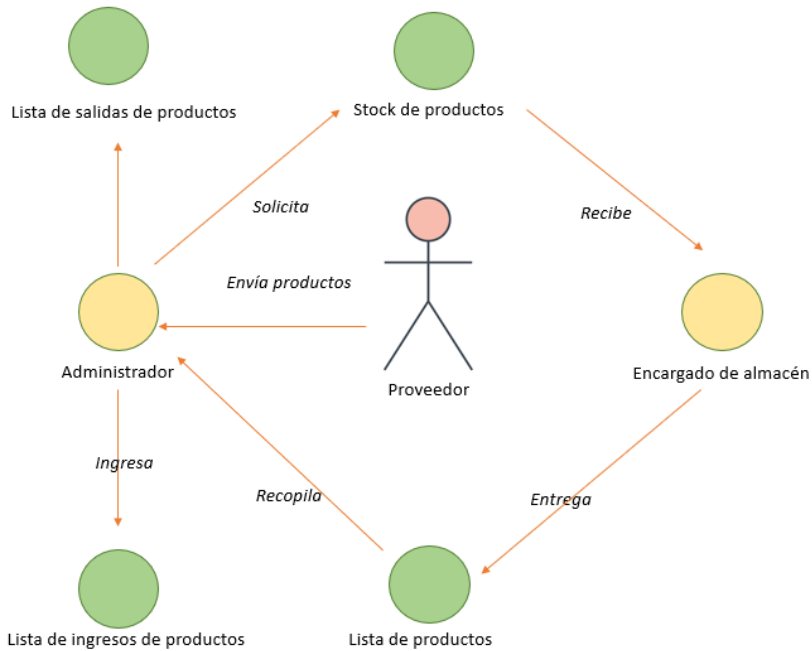 Lista de salidas de productos
Stock de productos
Solicita
Recibe
Envía productos
Administrador
Proveedor
Encargado de almacén
Ingresa
Recopila
Entrega
Lista de ingresos de productos
Lista de productos